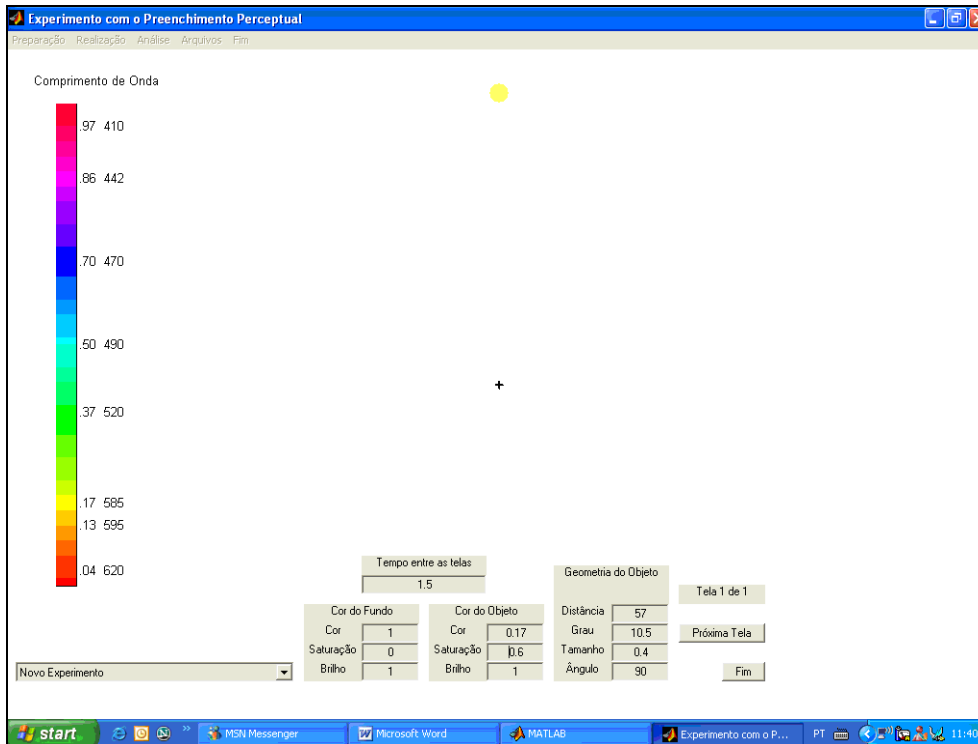 Experimento com o Preenchimento Perceptual
Preparação Realização Análise Arquivos Fim
Comprimento de Onda
.97 410
.86 442
.70 470
.50 490
.37 520
.17 585
.13 595
.04 620
Tempo entre as telas
1.5
Cor do Fundo
Cor 1
Saturação 0
Brilho 1
Cor do Objeto
Cor 0.17
Saturação 0.6
Brilho 1
Geometria do Objeto
Distância 57
Grau 10.5
Tamanho 0.4
Ângulo 90
Tela 1 de 1
Próxima Tela
Fim
Novo Experimento
start MSN Messenger Microsoft Word MATLAB Experimento com o P... PT